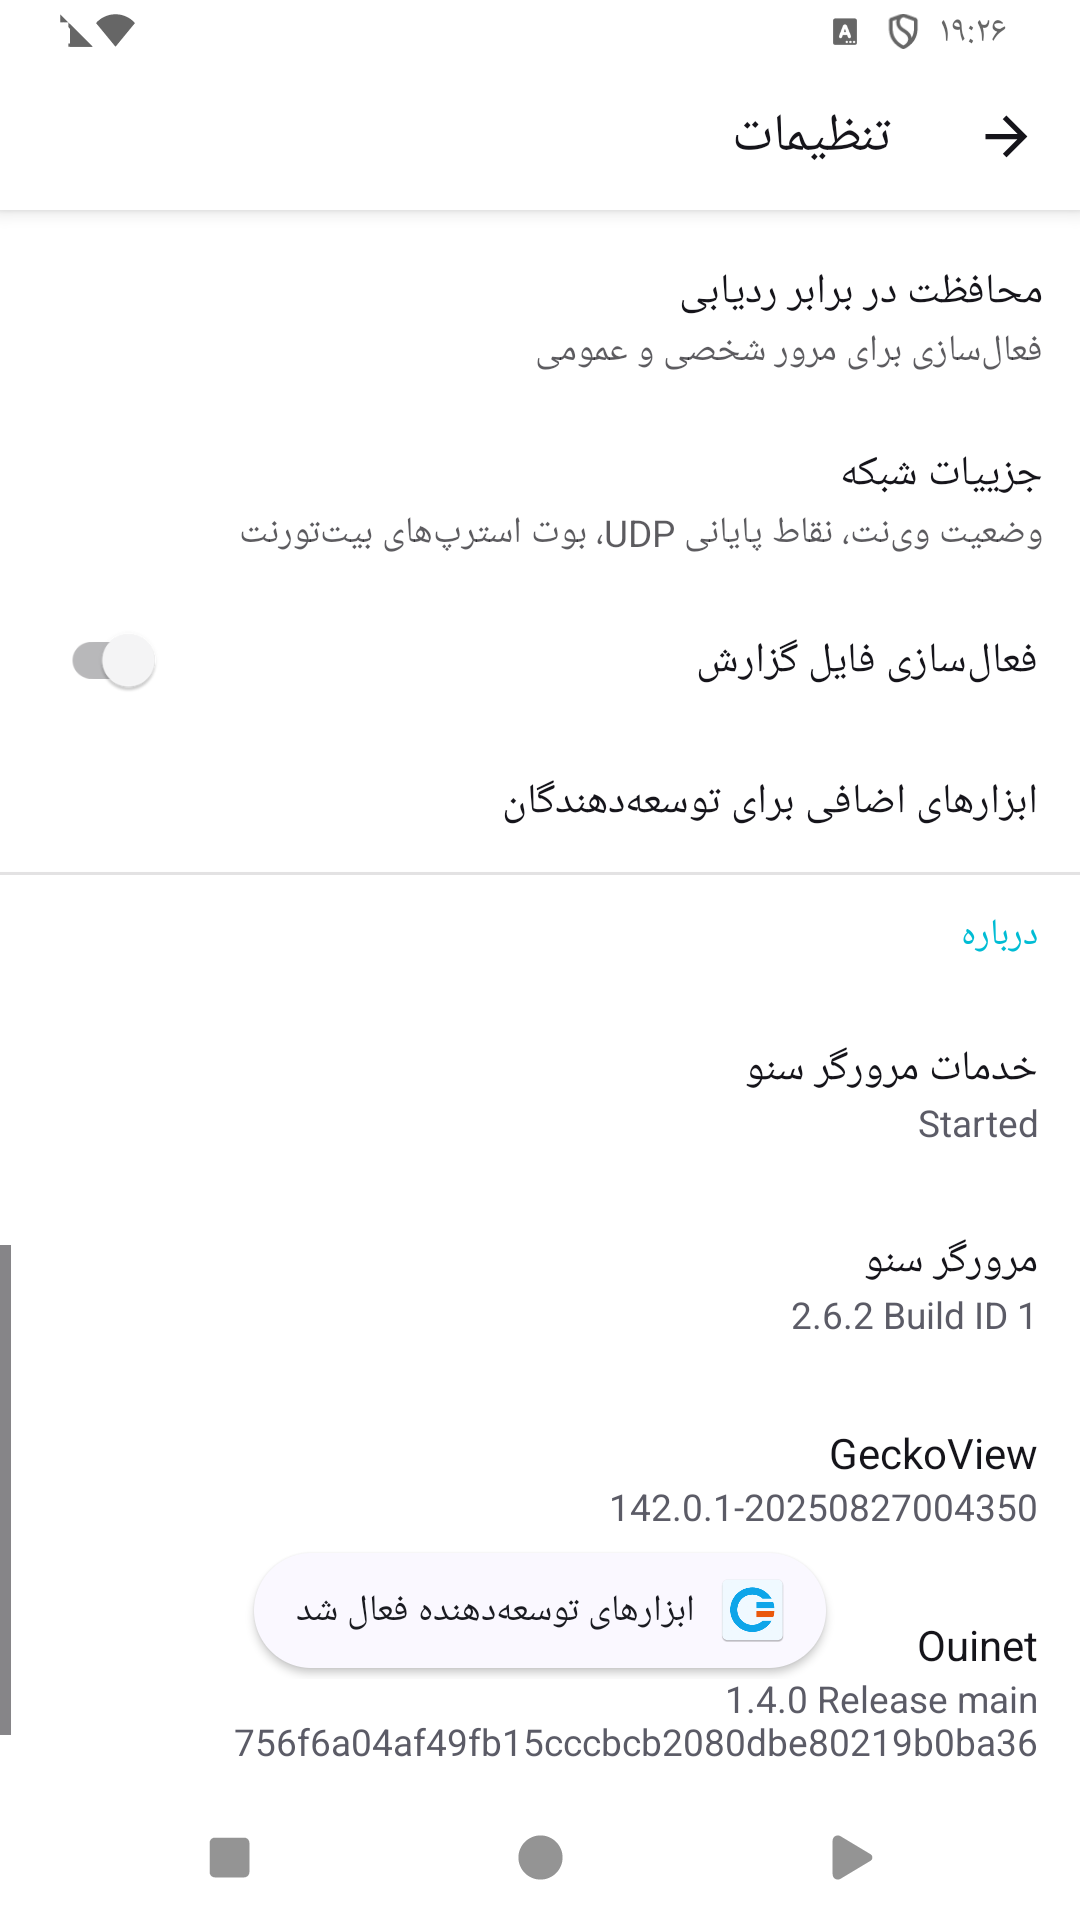 ۱۹:۲۶
تنظیمات
محافظت در برابر ردیابی
فعال‌سازی برای مرور شخصی و عمومی
جزییات شبکه
وضعیت وی‌نت، نقاط پایانی UDP، بوت استرپ‌های بیت‌تورنت
فعال‌سازی فایل گزارش
ابزارهای اضافی برای توسعه‌دهندگان
درباره
خدمات مرورگر سنو
Started
مرورگر سنو
2.6.2 Build ID 1
GeckoView
142.0.1-20250827004350
ابزارهای توسعه‌دهنده فعال شد
Ouinet
1.4.0 Release main
756f6a04af49fb15cccbcb2080dbe80219b0ba36